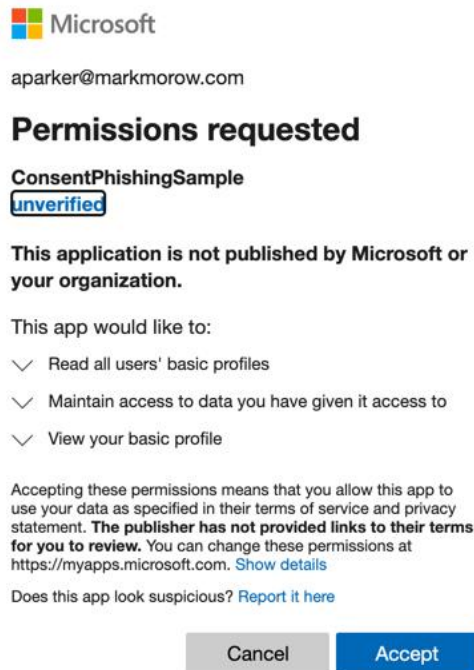 Microsoft
aparker@markmorow.com
Permissions requested
ConsentPhishingSample
unverified
This application is not published by Microsoft or
your organization.
This app would like to:
Read all users' basic profiles
Maintain access to data you have given it access to
View your basic profile
Accepting these permissions means that you allow this app to
use your data as specified in their terms of service and privacy
statement. The publisher has not provided links to their terms
for you to review. You can change these permissions at
https://myapps.microsoft.com. Show details
Does this app look suspicious? Report it here
Cancel Accept